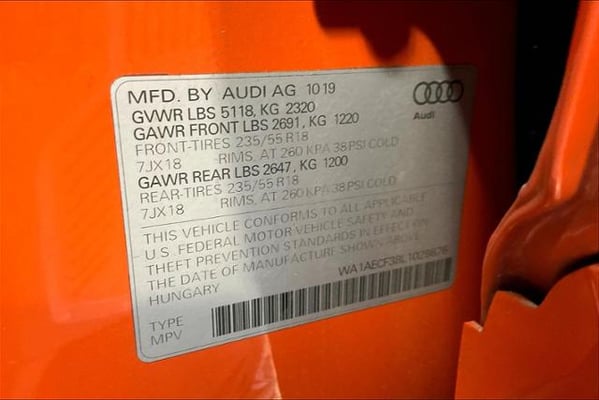 MFD. BY AUDI AG 10 19
GVWR LBS 5118, KG 2320
GAWR FRONT LBS 2691, KG 1220
FRONT-TIRES 235/55 R18
7JX18 RIMS, AT 260 KPA 38 PSI COLD
GAWR REAR LBS 2647, KG 1200
REAR-TIRES 235/55 R18
7JX18 RIMS, AT 260 KPA 38 PSI COLD
THIS VEHICLE CONFORMS TO ALL APPLICABLE
U.S. FEDERAL MOTOR VEHICLE SAFETY AND
THEFT PREVENTION STANDARDS IN EFFECT ON
THE DATE OF MANUFACTURE SHOWN ABOVE.
HUNGARY WA1AECF38L1029876
TYPE
MPV
Audi